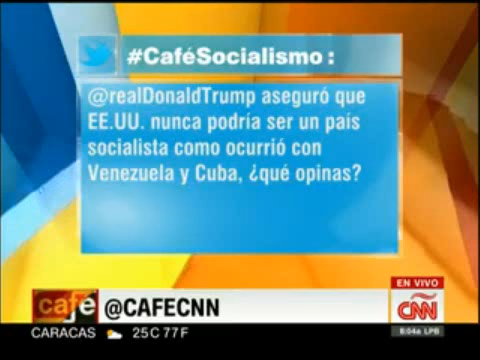 #CaféSocialismo :
@realDonaldTrump aseguró que
EE.UU. nunca podría ser un país
socialista como ocurrió con
Venezuela y Cuba, ¿qué opinas?
EN VIVO
café @CAFECNN
CNN
CARACAS 25C 77F
8:04a LPB